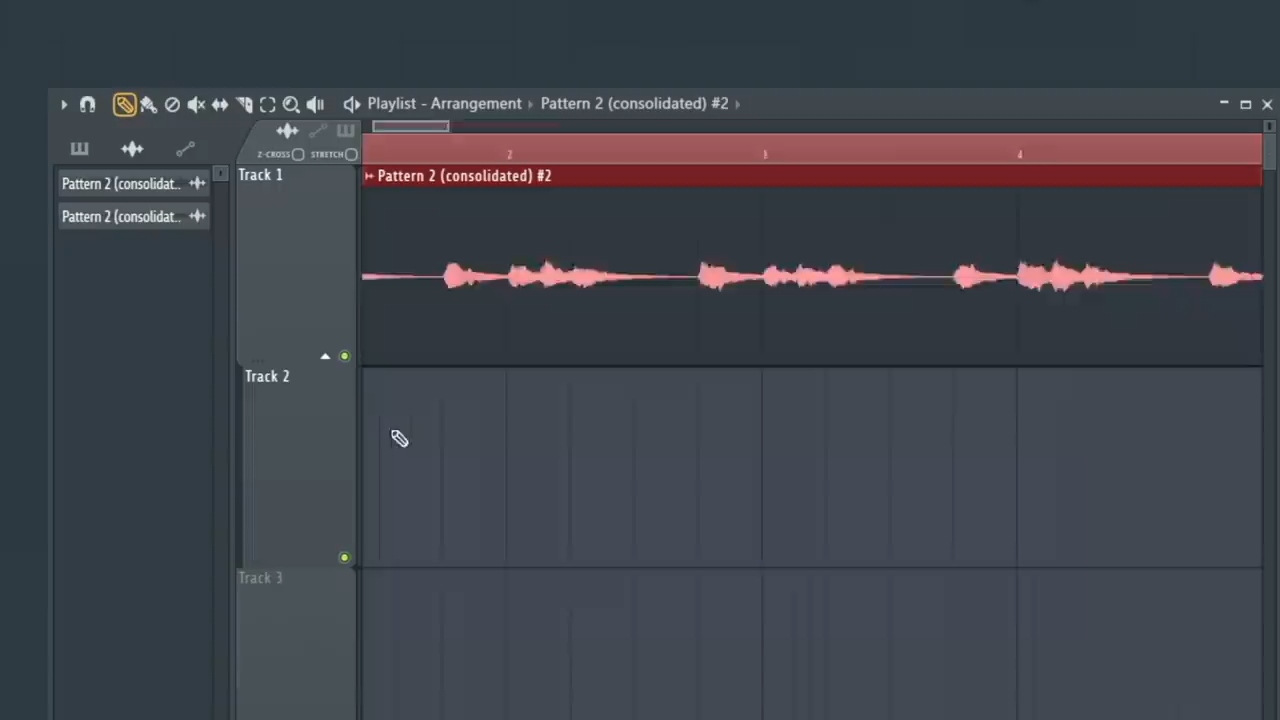 Playlist - Arrangement ▸ Pattern 2 (consolidated) #2 ▸
Z-CROSS STRETCH
2 3 4
Track 1
Pattern 2 (consolidated) #2
Pattern 2 (consolidat..
Pattern 2 (consolidat..
Track 2
Track 3